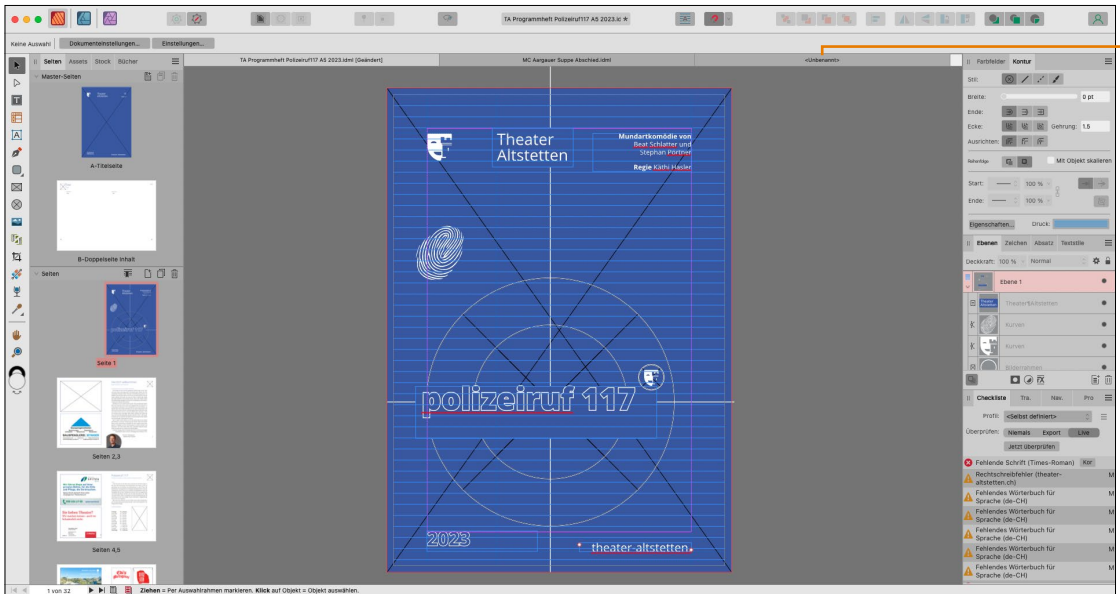 TA Programmheft Polizeiruf117 A5 2023.ic
Keine Auswahl
Dokumenteinstellungen...
Einstellungen...
Seiten Assets Stock Bücher
Master-Seiten
A-Titelseite
B-Doppelseite Inhalt
Seiten
Seite 1
Seiten 2,3
Seiten 4,5
TA Programmheft Polizeiruf117 A5 2023.idml [Geändert]
MC Aargauer Suppe Abschied.idml
<Unbenannt>
Theater
Altstetten
Mundartkomödie von
Beat Schlatter und
Stephan Pörtner
Regie Käthi Hasler
polizeiruf 117
2023
theater-altstetten.
Farbfelder Kontur
Stil:
Breite: 0 pt
Ende:
Ecke: Gehrung: 1.5
Ausrichten:
Reihenfolge Mit Objekt skalieren
Start: 100 %
Ende: 100 %
Eigenschaften... Druck:
Ebenen Zeichen Absatz Textstile
Deckkraft: 100 % Normal
Ebene 1
Theater¶Altstetten
Kurven
Kurven
Bilderrahmen
Checkliste Tra. Nav. Pro
Profil: <Selbst definiert>
Überprüfen: Niemals Export Live
Jetzt überprüfen
Fehlende Schrift (Times-Roman) Kor
Rechtschreibfehler (theater-
altstetten.ch) M
Fehlendes Wörterbuch für
Sprache (de-CH) M
Fehlendes Wörterbuch für
Sprache (de-CH) M
Fehlendes Wörterbuch für
Sprache (de-CH) M
Fehlendes Wörterbuch für
Sprache (de-CH) M
Fehlendes Wörterbuch für
Sprache (de-CH) M
1 von 32
Ziehen = Per Auswahlrahmen markieren. Klick auf Objekt = Objekt auswählen.